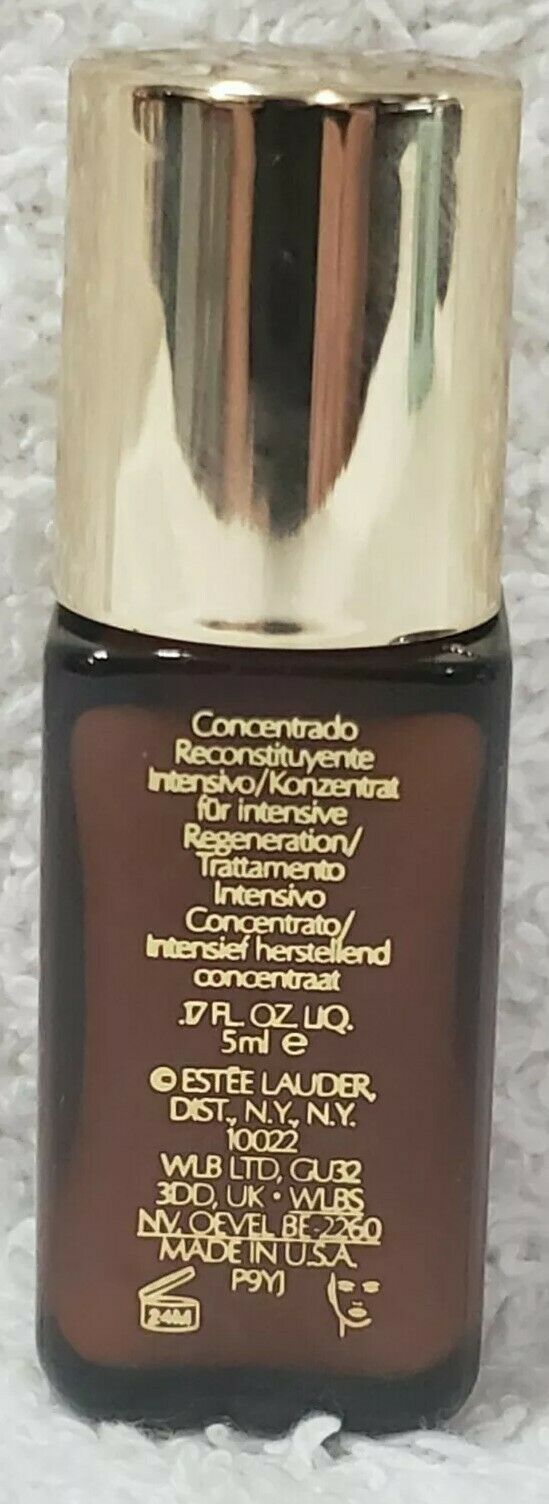 Concentrado
Reconstituyente
Intensivo/Konzentrat
für intensive
Regeneration/
Trattamento
Intensivo
Concentrato/
Intensief herstellend
concentraat
.17 FL. OZ. LIQ.
5ml e
© ESTĒE LAUDER,
DIST., N.Y., N.Y.
10022
WLB LTD, GU32
3DD, UK • WLBS
NV. OEVEL BE-2260
MADE IN U.S.A.
P9YJ
24M